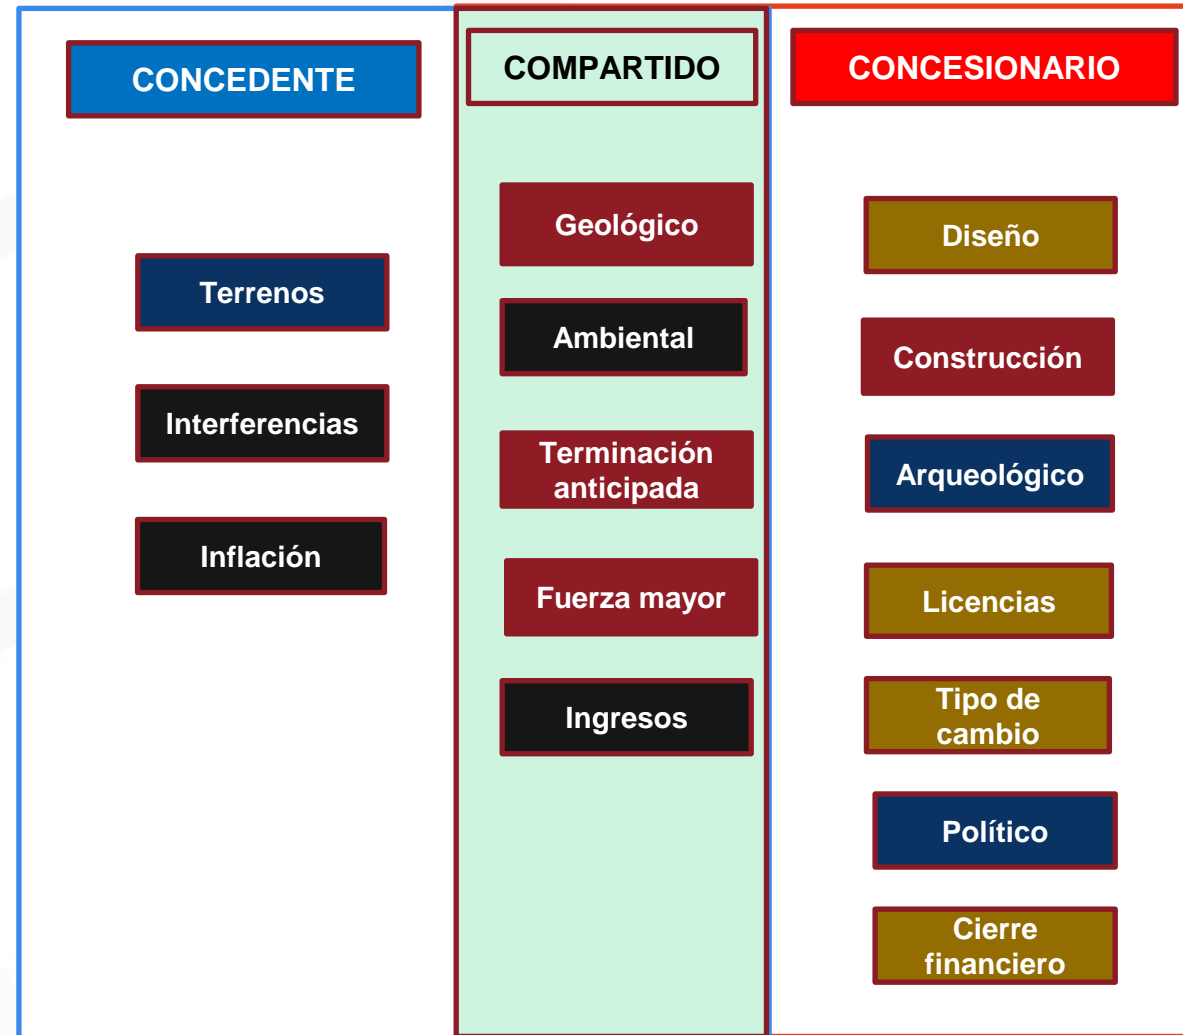 CONCEDENTE
Terrenos
Interferencias
Inflación
COMPARTIDO
Geológico
Ambiental
Terminación
anticipada
Fuerza mayor
Ingresos
CONCESIONARIO
Diseño
Construcción
Arqueológico
Licencias
Tipo de
cambio
Político
Cierre
financiero